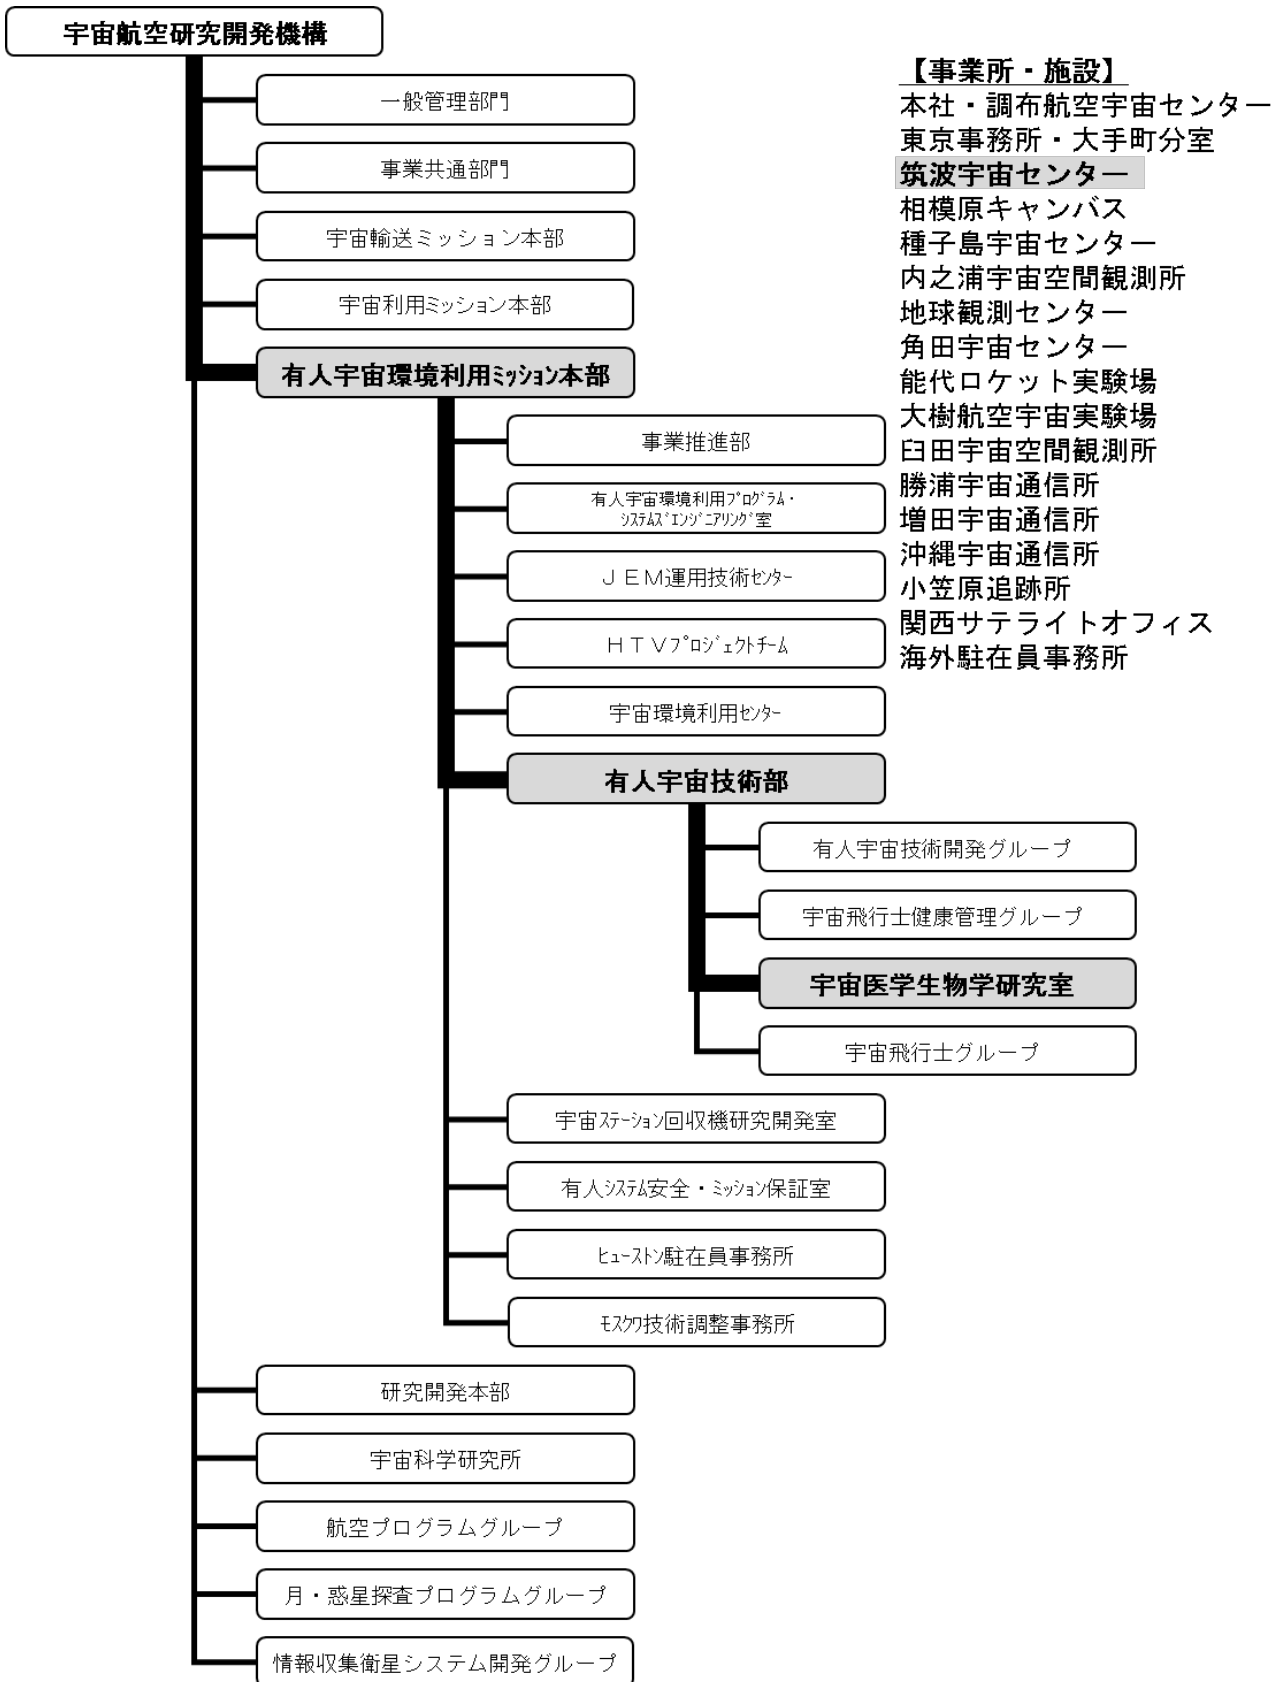 宇宙航空研究開発機構
一般管理部門
事業共通部門
宇宙輸送ミッション本部
宇宙利用ミッション本部
有人宇宙環境利用ﾐｯｼｮﾝ本部
事業推進部
有人宇宙環境利用ﾌﾟﾛｸﾞﾗﾑ・
ｼｽﾃﾑｽﾞｴﾝｼﾞﾆｱﾘﾝｸﾞ室
ＪＥＭ運用技術ｾﾝﾀｰ
ＨＴＶﾌﾟﾛｼﾞｪｸﾄﾁｰﾑ
宇宙環境利用ｾﾝﾀｰ
有人宇宙技術部
有人宇宙技術開発グループ
宇宙飛行士健康管理グループ
宇宙医学生物学研究室
宇宙飛行士グループ
宇宙ｽﾃｰｼｮﾝ回収機研究開発室
有人ｼｽﾃﾑ安全・ﾐｯｼｮﾝ保証室
ﾋｭｰｽﾄﾝ駐在員事務所
ﾓｽｸﾜ技術調整事務所
研究開発本部
宇宙科学研究所
航空プログラムグループ
月・惑星探査プログラムグループ
情報収集衛星システム開発グループ
【事業所・施設】
本社・調布航空宇宙センター
東京事務所・大手町分室
筑波宇宙センター
相模原キャンパス
種子島宇宙センター
内之浦宇宙空間観測所
地球観測センター
角田宇宙センター
能代ロケット実験場
大樹航空宇宙実験場
臼田宇宙空間観測所
勝浦宇宙通信所
増田宇宙通信所
沖縄宇宙通信所
小笠原追跡所
関西サテライトオフィス
海外駐在員事務所